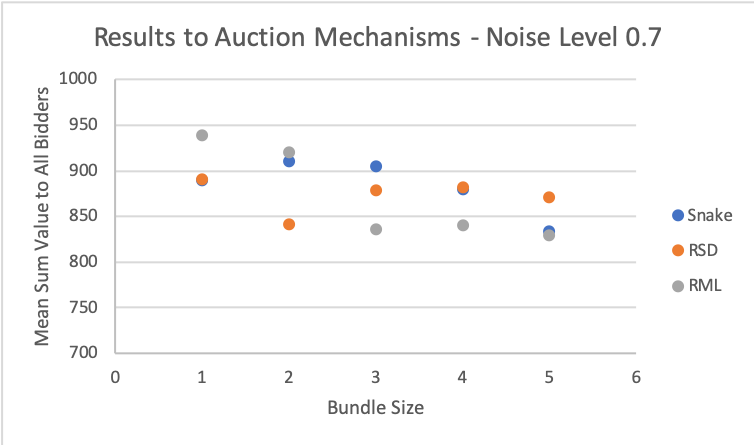 Results to Auction Mechanisms - Noise Level 0.7
Mean Sum Value to All Bidders
1000
950
900
850
800
750
700
0 1 2 3 4 5 6
Bundle Size
Snake
RSD
RML